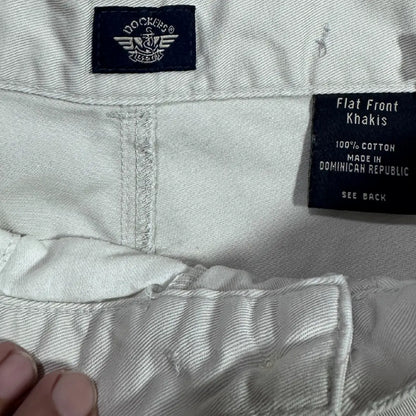 DOCKERS®
Flat Front
Khakis
100% COTTON
MADE IN
DOMINICAN REPUBLIC
SEE BACK